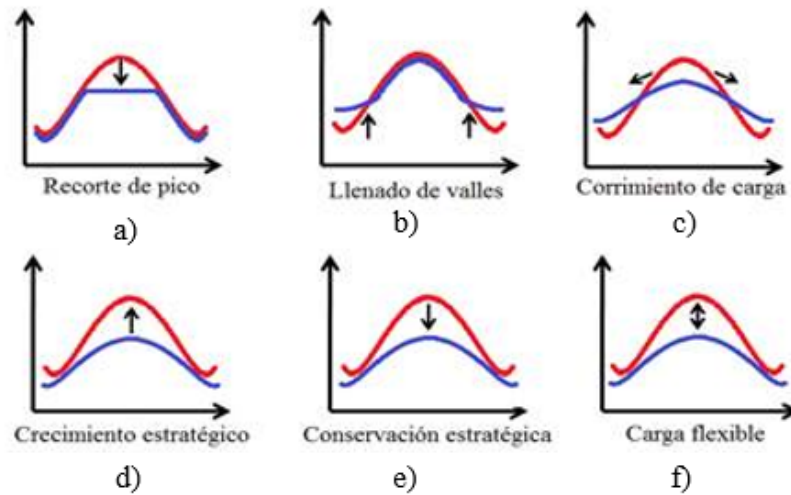 Recorte de pico
Llenado de valles
Corrimiento de carga
a)
b)
c)
Crecimiento estratégico
Conservación estratégica
Carga flexible
d)
e)
f)